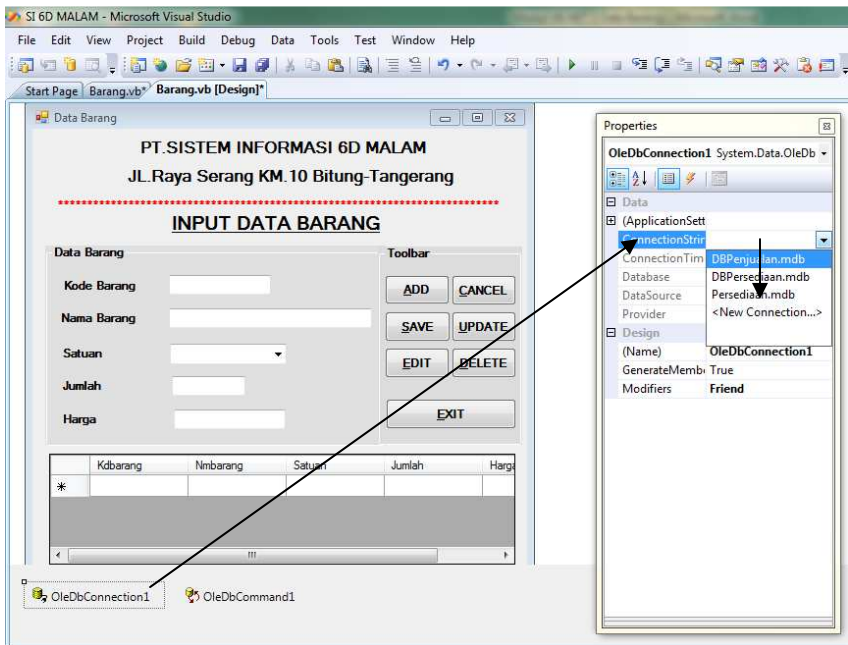 SI 6D MALAM - Microsoft Visual Studio
File Edit View Project Build Debug Data Tools Test Window Help
Start Page Barang.vb* Barang.vb [Design]*
Data Barang
PT.SISTEM INFORMASI 6D MALAM
JL.Raya Serang KM.10 Bitung-Tangerang
****************************************************************
INPUT DATA BARANG
Data Barang
Kode Barang
Nama Barang
Satuan
Jumlah
Harga
Toolbar
ADD CANCEL
SAVE UPDATE
EDIT DELETE
EXIT
Kdbarang Nmbarang Satuan Jumlah Harga
*
OleDbConnection1 OleDbCommand1
Properties
OleDbConnection1 System.Data.OleDb
Data
(ApplicationSett
ConnectionStrin
ConnectionTim
Database
DataSource
Provider
DBPenjualan.mdb
DBPersediaan.mdb
Persediaan.mdb
<New Connection...>
Design
(Name) OleDbConnection1
GenerateMembe True
Modifiers Friend